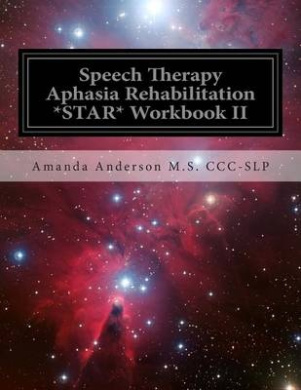 Speech Therapy
Aphasia Rehabilitation
*STAR* Workbook II
Amanda Anderson M.S. CCC-SLP